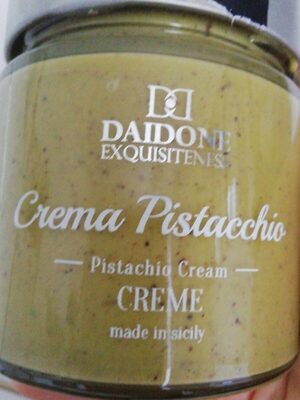 DAIDONE
EXQUISITENESS
Crema Pistacchio
Pistachio Cream
CREME
made in sicily